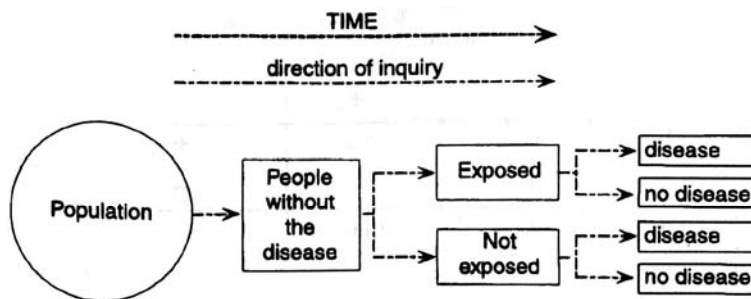 TIME
direction of inquiry
Population
People
without
the
disease
Exposed
Not
exposed
disease
no disease
disease
no disease